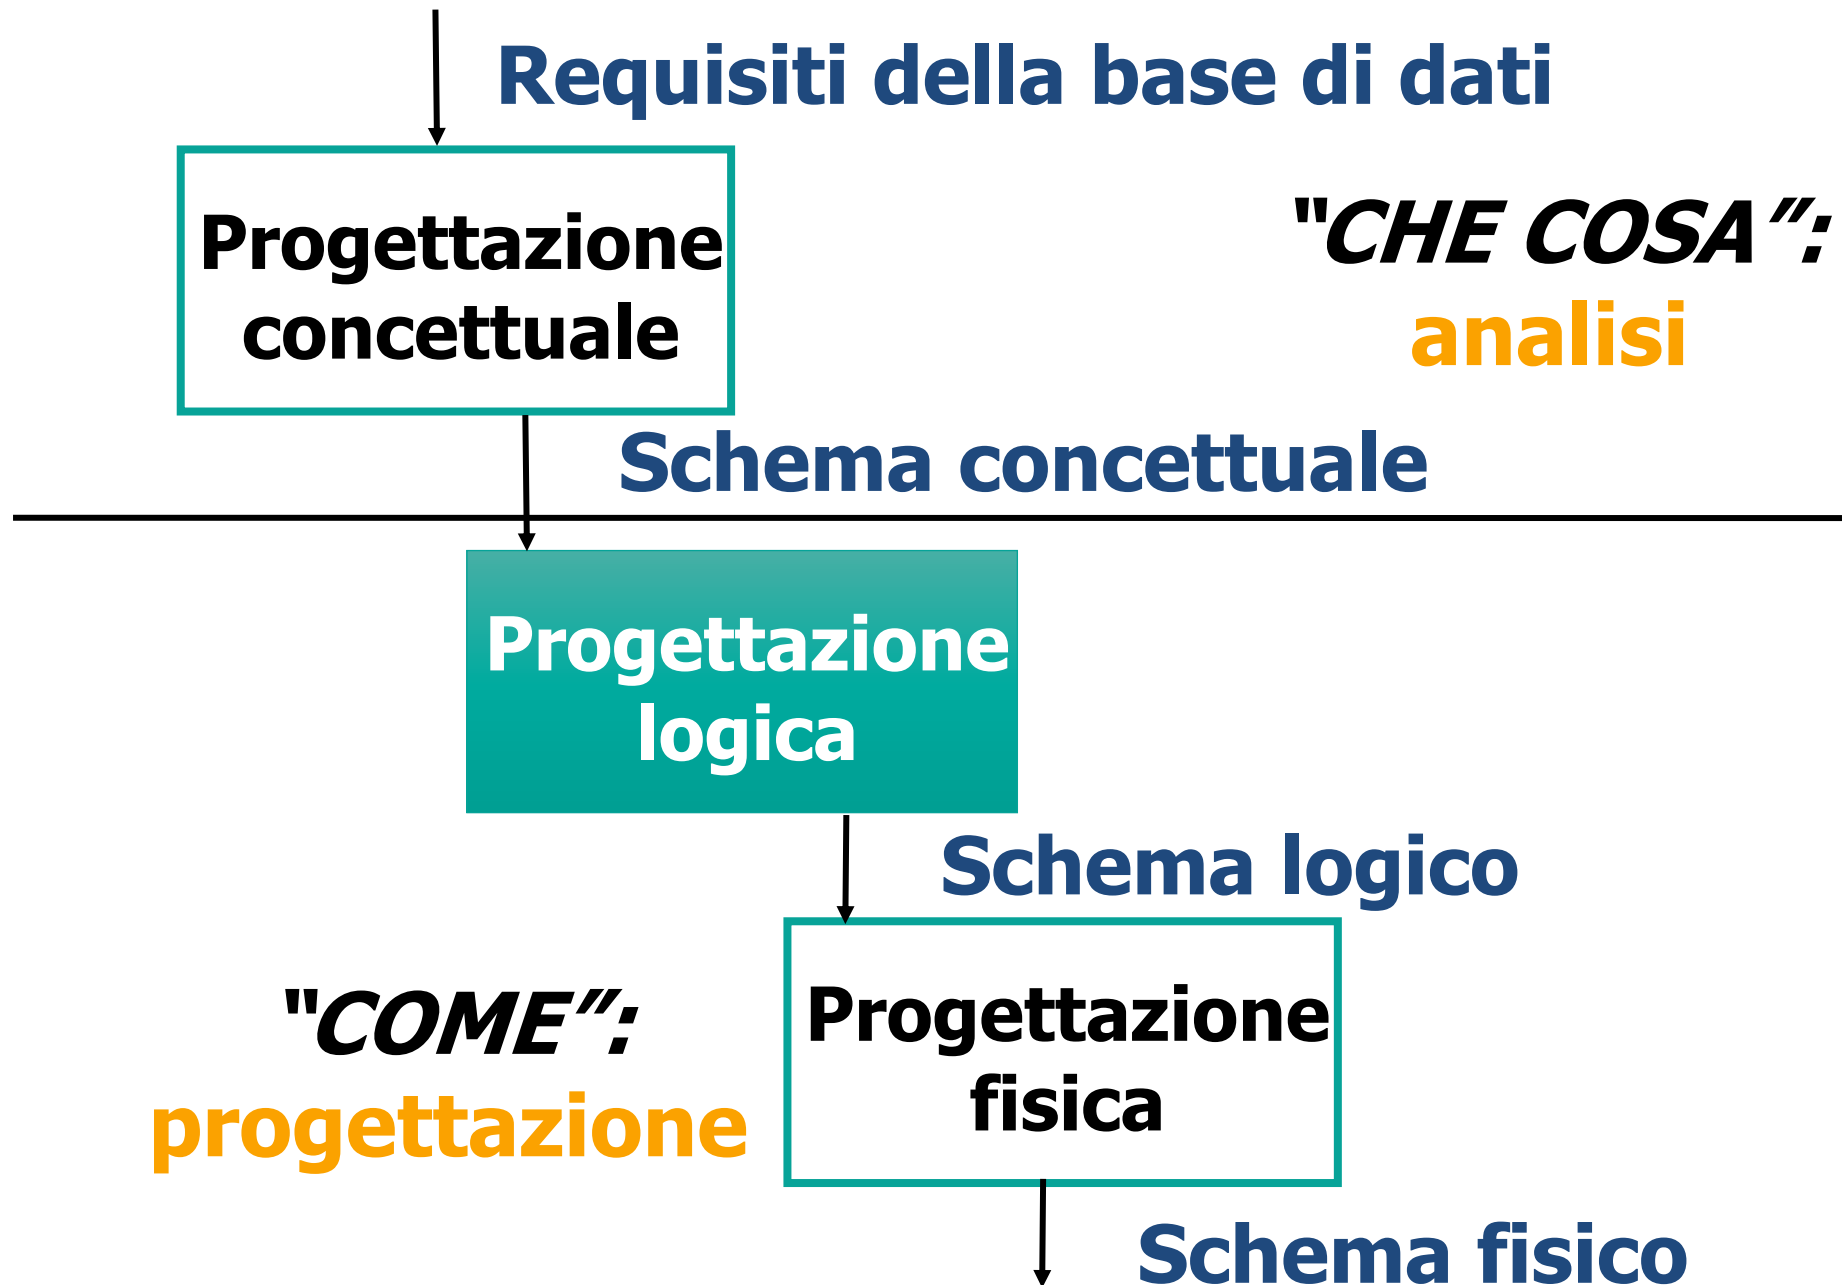 Requisiti della base di dati
Progettazione
concettuale
“CHE COSA”:
analisi
Schema concettuale
Progettazione
logica
Schema logico
“COME”:
progettazione
Progettazione
fisica
Schema fisico